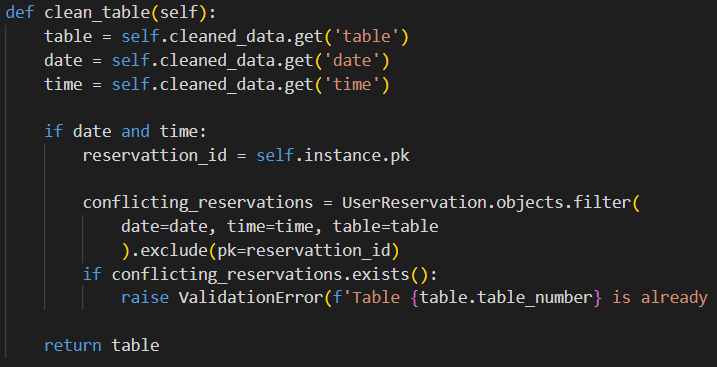 def clean_table(self):
    table = self.cleaned_data.get('table')
    date = self.cleaned_data.get('date')
    time = self.cleaned_data.get('time')

    if date and time:
        reservattion_id = self.instance.pk

        conflicting_reservations = UserReservation.objects.filter(
            date=date, time=time, table=table
            ).exclude(pk=reservattion_id)
        if conflicting_reservations.exists():
            raise ValidationError(f'Table {table.table_number} is already

    return table